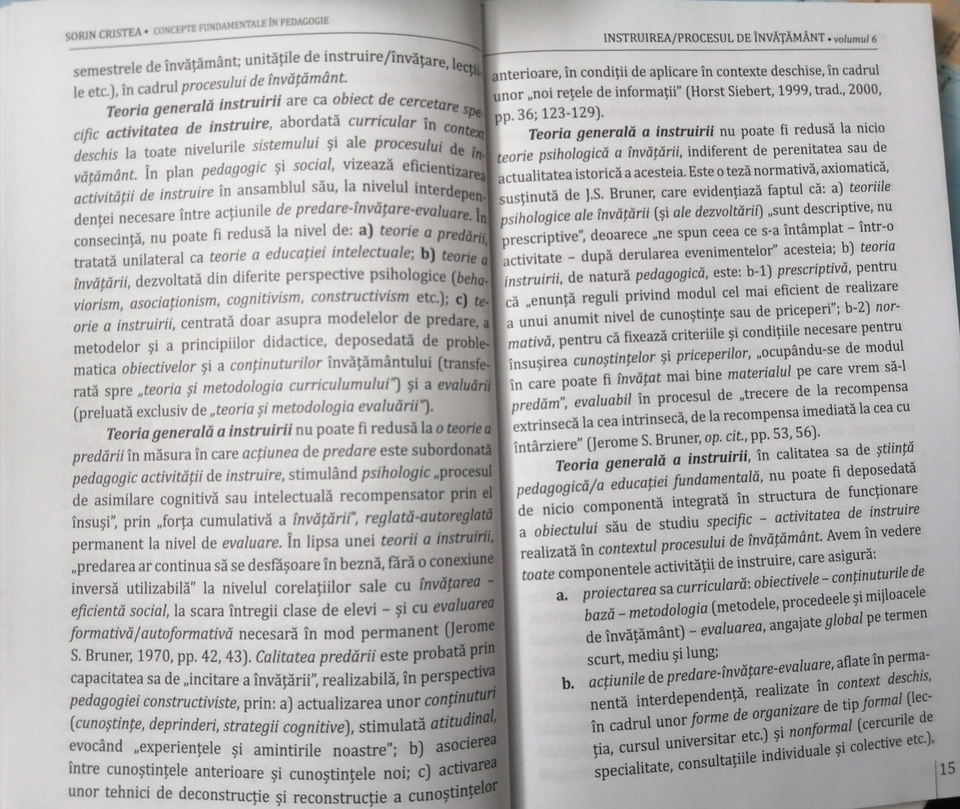 SORIN CRISTEA • CONCEPTE FUNDAMENTALE ÎN PEDAGOGIE
semestrele de învățământ; unitățile de instruire/învățare, lecții-
le etc.), în cadrul procesului de învățământ.
Teoria generală instruirii are ca obiect de cercetare spe-
cific activitatea de instruire, abordată curricular în context
deschis la toate nivelurile sistemului și ale procesului de în-
vățământ. În plan pedagogic și social, vizează eficientizarea
activității de instruire în ansamblul său, la nivelul interdepen-
denței necesare între acțiunile de predare-învățare-evaluare. În
consecință, nu poate fi redusă la nivel de: a) teorie a predării,
tratată unilateral ca teorie a educației intelectuale; b) teorie a
învățării, dezvoltată din diferite perspective psihologice (beha-
viorism, asociaționism, cognitivism, constructivism etc.); c) te-
orie a instruirii, centrată doar asupra modelelor de predare, a
metodelor și a principiilor didactice, deposedată de proble-
matica obiectivelor și a conținuturilor învățământului (transfe-
rată spre „teoria și metodologia curriculumului”) și a evaluării
(preluată exclusiv de „teoria și metodologia evaluării”).
Teoria generală a instruirii nu poate fi redusă la o teorie a
predării în măsura în care acțiunea de predare este subordonată
pedagogic activității de instruire, stimulând psihologic „procesul
de asimilare cognitivă sau intelectuală recompensator prin el
însuși”, prin „forța cumulativă a învățării”, reglată-autoreglată
permanent la nivel de evaluare. În lipsa unei teorii a instruirii,
„predarea ar continua să se desfășoare în beznă, fără o conexiune
inversă utilizabilă” la nivelul corelațiilor sale cu învățarea –
eficientă social, la scara întregii clase de elevi – și cu evaluarea
formativă/autoformativă necesară în mod permanent (Jerome
S. Bruner, 1970, pp. 42, 43). Calitatea predării este probată prin
capacitatea sa de „incitare a învățării”, realizabilă, în perspectiva
pedagogiei constructiviste, prin: a) actualizarea unor conținuturi
(cunoștințe, deprinderi, strategii cognitive), stimulată atitudinal,
evocând „experiențele și amintirile noastre”; b) asocierea
între cunoștințele anterioare și cunoștințele noi; c) activarea
unor tehnici de deconstrucție și reconstrucție a cunoștințelor
INSTRUIREA/PROCESUL DE ÎNVĂȚĂMÂNT • volumul 6
anterioare, în condiții de aplicare în contexte deschise, în cadrul
unor „noi rețele de informații” (Horst Siebert, 1999, trad., 2000,
pp. 36; 123-129).
Teoria generală a instruirii nu poate fi redusă la nicio
teorie psihologică a învățării, indiferent de perenitatea sau de
actualitatea istorică a acesteia. Este o teză normativă, axiomatică,
susținută de J.S. Bruner, care evidențiază faptul că: a) teoriile
psihologice ale învățării (și ale dezvoltării) „sunt descriptive, nu
prescriptive”, deoarece „ne spun ceea ce s-a întâmplat – într-o
activitate – după derularea evenimentelor” acesteia; b) teoria
instruirii, de natură pedagogică, este: b-1) prescriptivă, pentru
că „enunță reguli privind modul cel mai eficient de realizare
a unui anumit nivel de cunoștințe sau de priceperi”; b-2) nor-
mativă, pentru că fixează criteriile și condițiile necesare pentru
însușirea cunoștințelor și priceperilor, „ocupându-se de modul
în care poate fi învățat mai bine materialul pe care vrem să-l
predăm”, evaluabil în procesul de „trecere de la recompensa
extrinsecă la cea intrinsecă, de la recompensa imediată la cea cu
întârziere” (Jerome S. Bruner, op. cit., pp. 53, 56).
Teoria generală a instruirii, în calitatea sa de știință
pedagogică/a educației fundamentală, nu poate fi deposedată
de nicio componentă integrată în structura de funcționare
a obiectului său de studiu specific – activitatea de instruire
realizată în contextul procesului de învățământ. Avem în vedere
toate componentele activității de instruire, care asigură:
a. proiectarea sa curriculară: obiectivele – conținuturile de
bază – metodologia (metodele, procedeele și mijloacele
de învățământ) – evaluarea, angajate global pe termen
scurt, mediu și lung;
b. acțiunile de predare-învățare-evaluare, aflate în perma-
nentă interdependență, realizate în context deschis,
în cadrul unor forme de organizare de tip formal (lec-
ția, cursul universitar etc.) și nonformal (cercurile de
specialitate, consultațiile individuale și colective etc.),
15